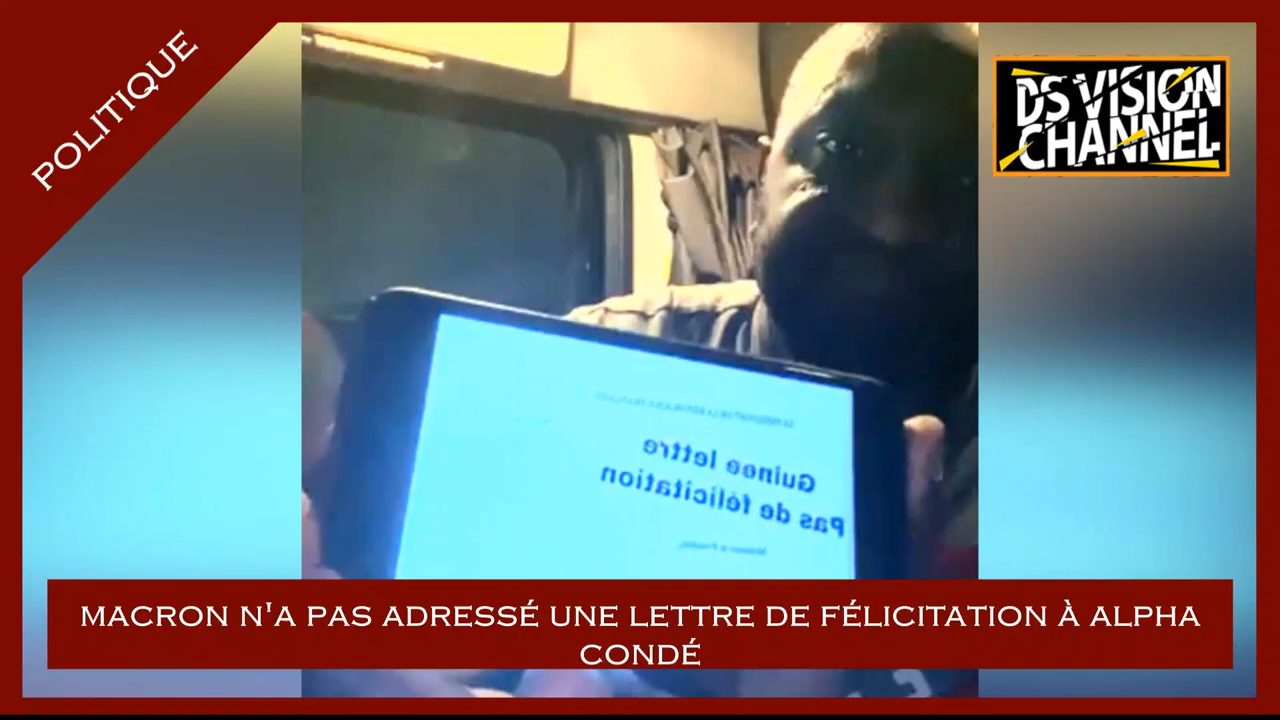 POLITIQUE
DS VISION
CHANNEL
Guinee lettre
Pas de félicitation
MACRON N'A PAS ADRESSÉ UNE LETTRE DE FÉLICITATION À ALPHA
CONDÉ